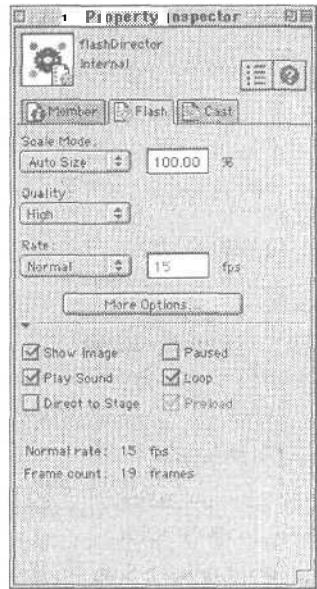 Property Inspector
flashDirector
Internal
Member Flash Cast
Scale Mode:
Auto Size 100.00 %
Quality:
High
Rate:
Normal 15 fps
More Options...
Show Image Paused
Play Sound Loop
Direct to Stage Preload
Normal rate: 15 fps
Frame count: 19 frames